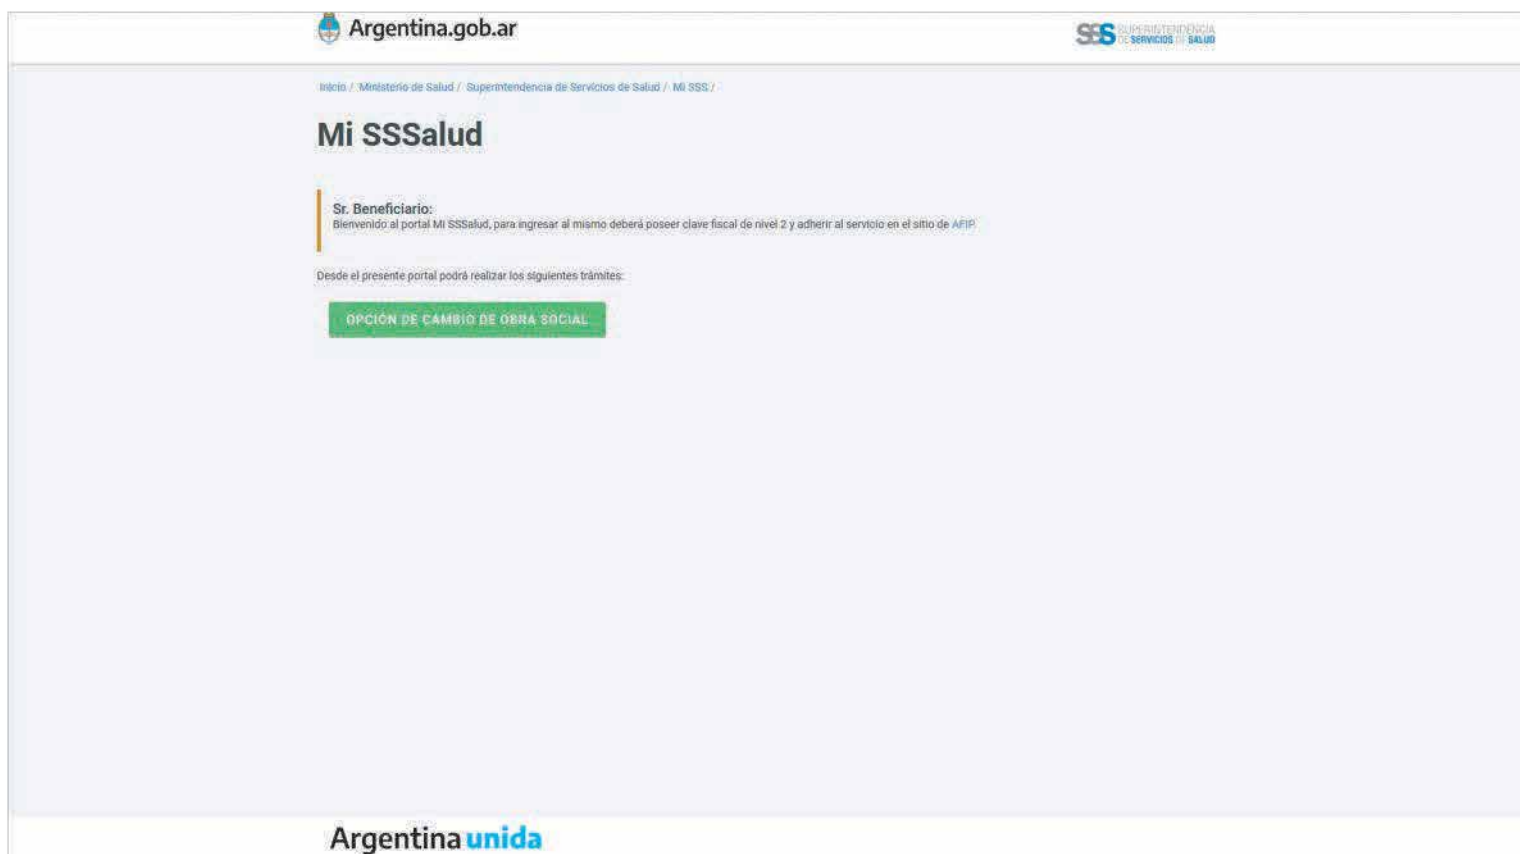 Argentina.gob.ar
SSS SUPERINTENDENCIA
DE SERVICIOS DE SALUD
Inicio / Ministerio de Salud / Superintendencia de Servicios de Salud / Mi SSS /
Mi SSSalud
Sr. Beneficiario:
Bienvenido al portal Mi SSSalud, para ingresar al mismo deberá poseer clave fiscal de nivel 2 y adherir al servicio en el sitio de AFIP
Desde el presente portal podrá realizar los siguientes trámites:
OPCIÓN DE CAMBIO DE OBRA SOCIAL
Argentina unida